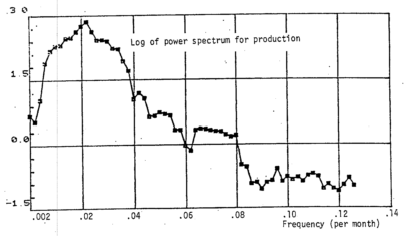 .3 0
Log of power spectrum for production
1.5
0.0
-1.5
.002 .02 .04 .06 .08 .10 .12 .14
Frequency (per month)